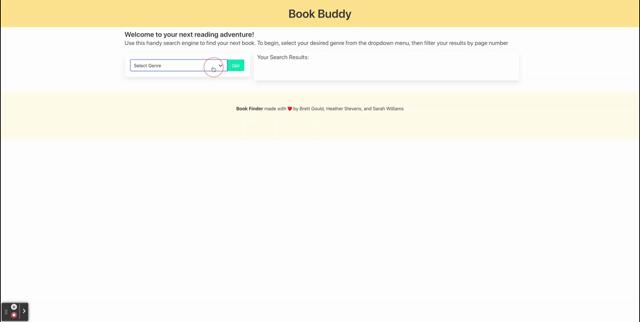 Book Buddy
Welcome to your next reading adventure!
Use this handy search engine to find your next book. To begin, select your desired genre from the dropdown menu, then filter your results by page number
Select Genre
Go!
Your Search Results:
Book Finder made with ❤️ by Brett Gould, Heather Stevens, and Sarah Williams